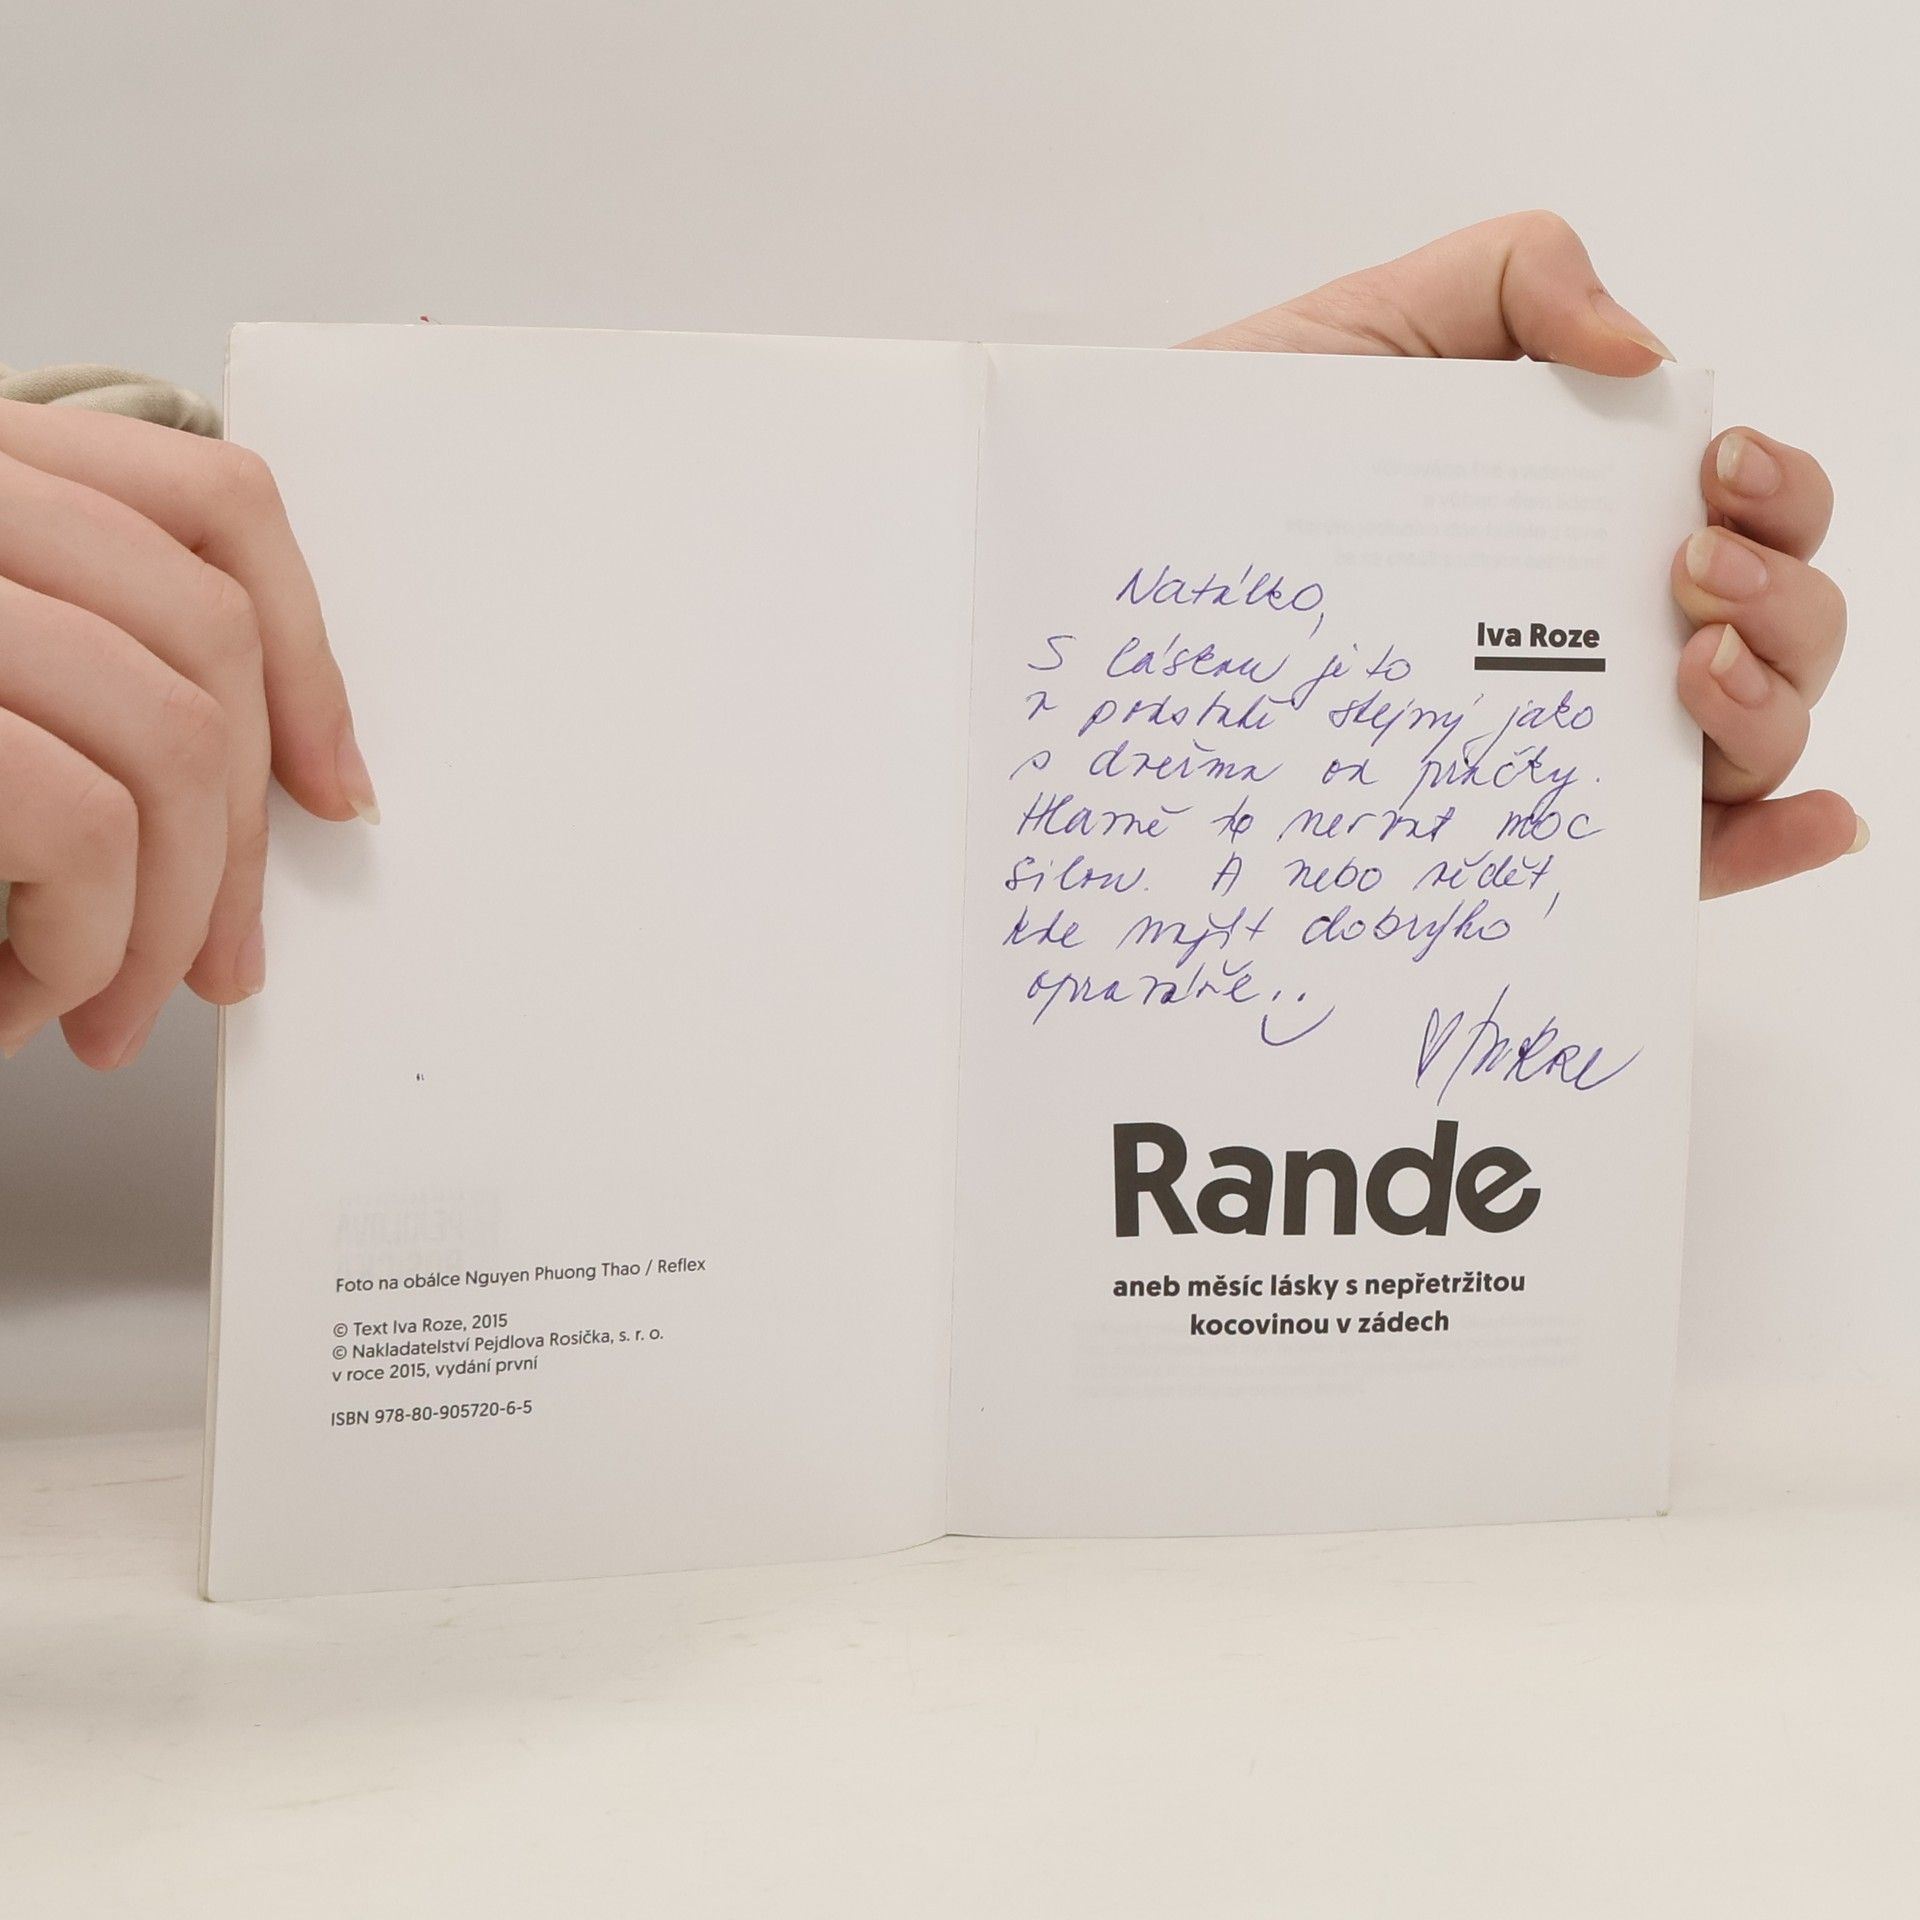 Foto na obálce Nguyen Phuong Thao / Reflex
© Text Iva Roze, 2015
© Nakladatelství Pejdlova Rosička, s. r. o.
v roce 2015, vydání první
ISBN 978-80-905720-6-5
Natálko,
Iva Roze
S láskou je to
v podstatě stejný jako
s dveřma od pračky.
Hlavně to nervat moc
silou. A nebo vědět,
kde najít dobrýho
opraváře..
Rande
aneb měsíc lásky s nepřetržitou
kocovinou v zádech